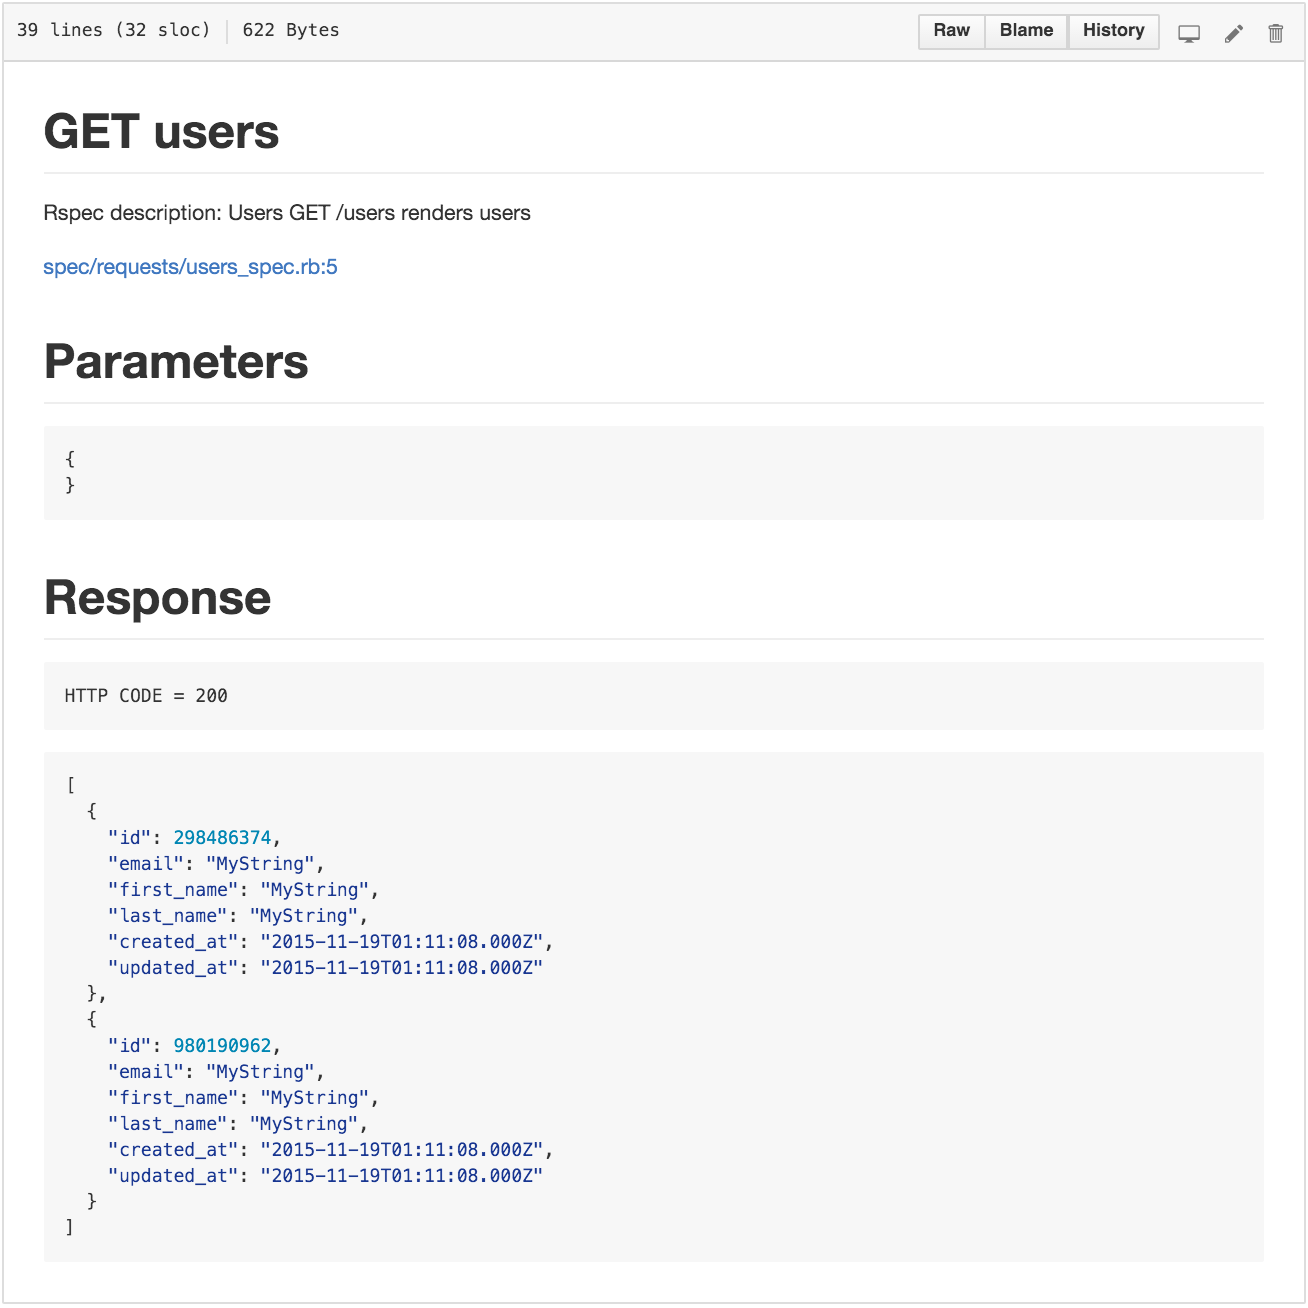 39 lines (32 sloc) 622 Bytes Raw Blame History
GET users
Rspec description: Users GET /users renders users
spec/requests/users_spec.rb:5
Parameters
{
}
Response
HTTP CODE = 200
[
  {
    "id": 298486374,
    "email": "MyString",
    "first_name": "MyString",
    "last_name": "MyString",
    "created_at": "2015-11-19T01:11:08.000Z",
    "updated_at": "2015-11-19T01:11:08.000Z"
  },
  {
    "id": 980190962,
    "email": "MyString",
    "first_name": "MyString",
    "last_name": "MyString",
    "created_at": "2015-11-19T01:11:08.000Z",
    "updated_at": "2015-11-19T01:11:08.000Z"
  }
]